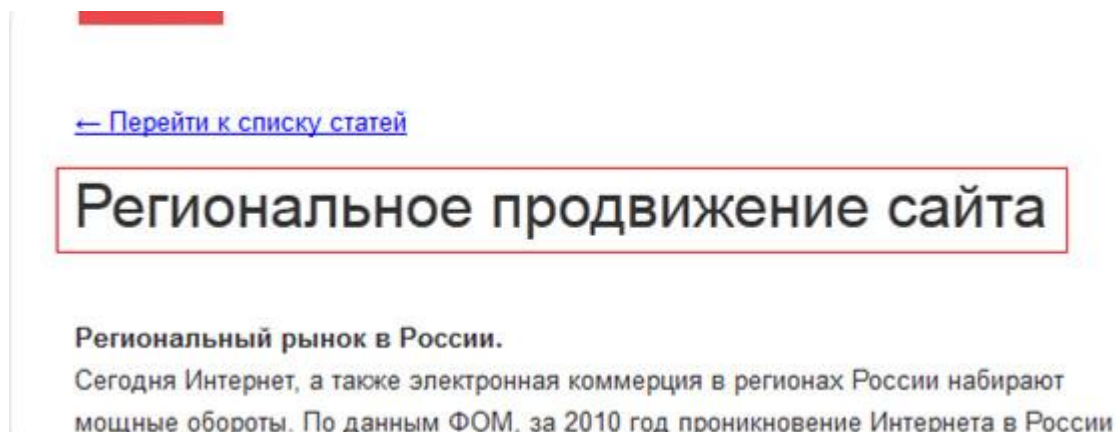 ← Перейти к списку статей
Региональное продвижение сайта
Региональный рынок в России.
Сегодня Интернет, а также электронная коммерция в регионах России набирают
мощные обороты. По данным ФОМ, за 2010 год проникновение Интернета в России